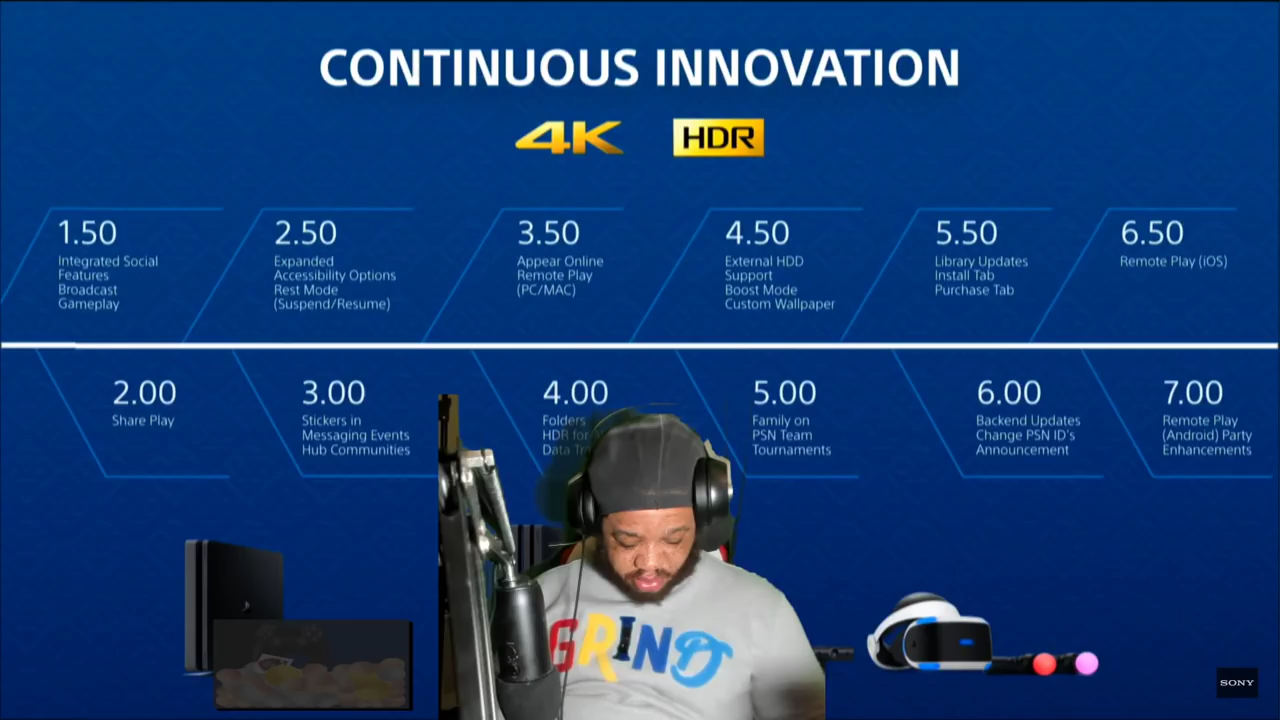 CONTINUOUS INNOVATION
4K HDR
1.50
Integrated Social
Features
Broadcast
Gameplay
2.50
Expanded
Accessibility Options
Rest Mode
(Suspend/Resume)
3.50
Appear Online
Remote Play
(PC/MAC)
4.50
External HDD
Support
Boost Mode
Custom Wallpaper
5.50
Library Updates
Install Tab
Purchase Tab
6.50
Remote Play (iOS)
2.00
Share Play
3.00
Stickers in
Messaging Events
Hub Communities
4.00
Folders
HDR for
Data
5.00
Family on
PSN Team
Tournaments
6.00
Backend Updates
Change PSN ID's
Announcement
7.00
Remote Play
(Android) Party
Enhancements
GRIND
SONY